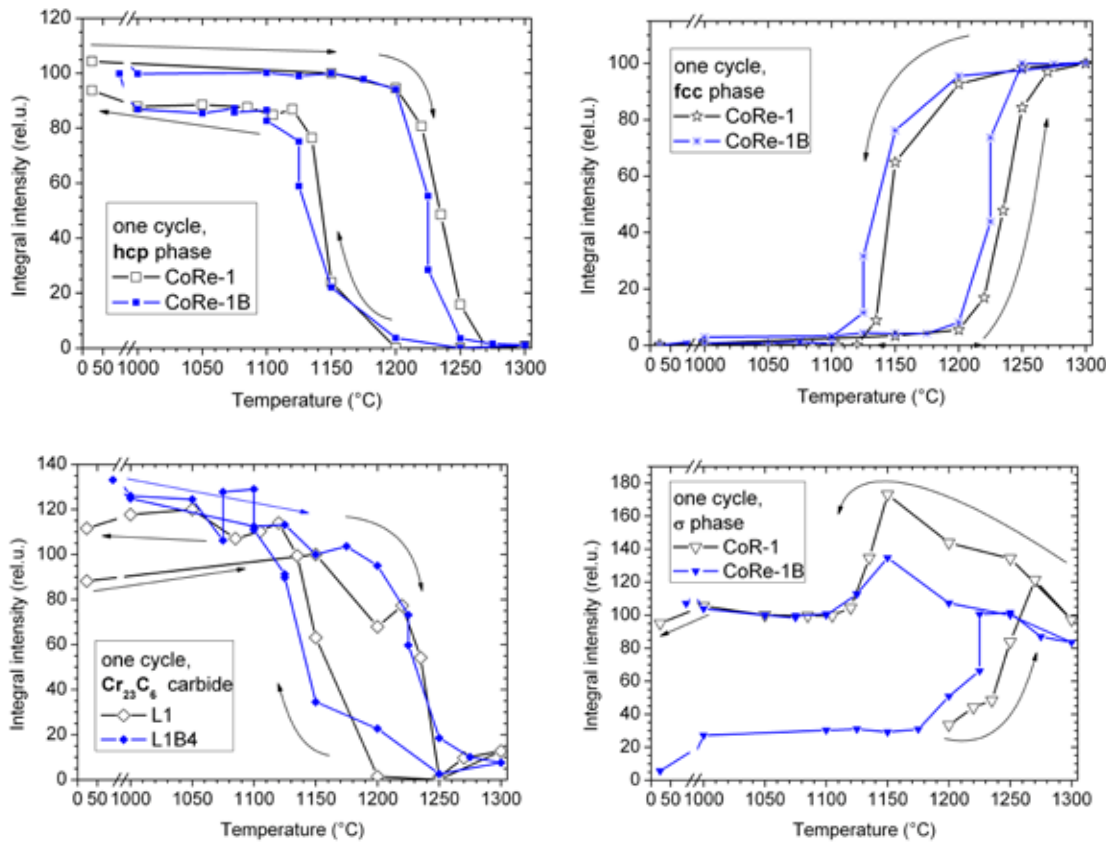 100
80
60
40
20
0
Integral intensity (rel.u.)
one cycle,
hcp phase
CoRe-1
CoRe-1B
0 50 1000 1050 1100 1150 1200 1250 1300
Temperature (°C)
100
80
60
40
20
0
Integral intensity (rel.u.)
one cycle,
fcc phase
CoRe-1
CoRe-1B
0 50 1000 1050 1100 1150 1200 1250 1300
Temperature (°C)
140
120
100
80
60
40
20
0
Integral intensity (rel.u.)
one cycle,
Cr23C6 carbide
L1
L1B4
0 50 1000 1050 1100 1150 1200 1250 1300
Temperature (°C)
180
160
140
120
100
80
60
40
20
0
Integral intensity (rel.u.)
one cycle,
σ phase
CoR-1
CoRe-1B
0 50 1000 1050 1100 1150 1200 1250 1300
Temperature (°C)